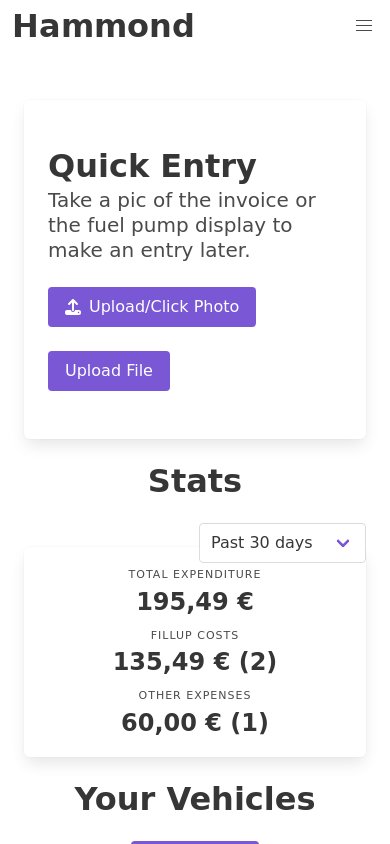 Hammond
Quick Entry
Take a pic of the invoice or
the fuel pump display to
make an entry later.
Upload/Click Photo
Upload File
Stats
Past 30 days
TOTAL EXPENDITURE
195,49 €
FILLUP COSTS
135,49 € (2)
OTHER EXPENSES
60,00 € (1)
Your Vehicles